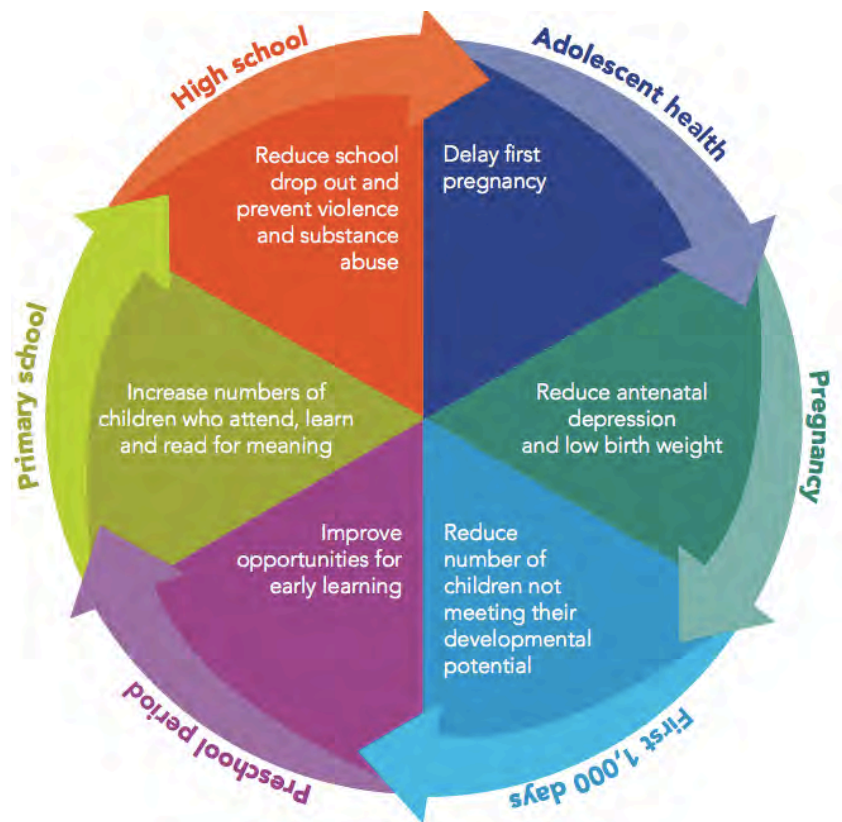 High school
Reduce school
drop out and
prevent violence
and substance
abuse
Adolescent health
Delay first
pregnancy
Pregnancy
Reduce antenatal
depression
and low birth weight
First 1,000 days
Reduce
number of
children not
meeting their
developmental
potential
Preschool period
Improve
opportunities for
early learning
Primary school
Increase numbers of
children who attend, learn
and read for meaning